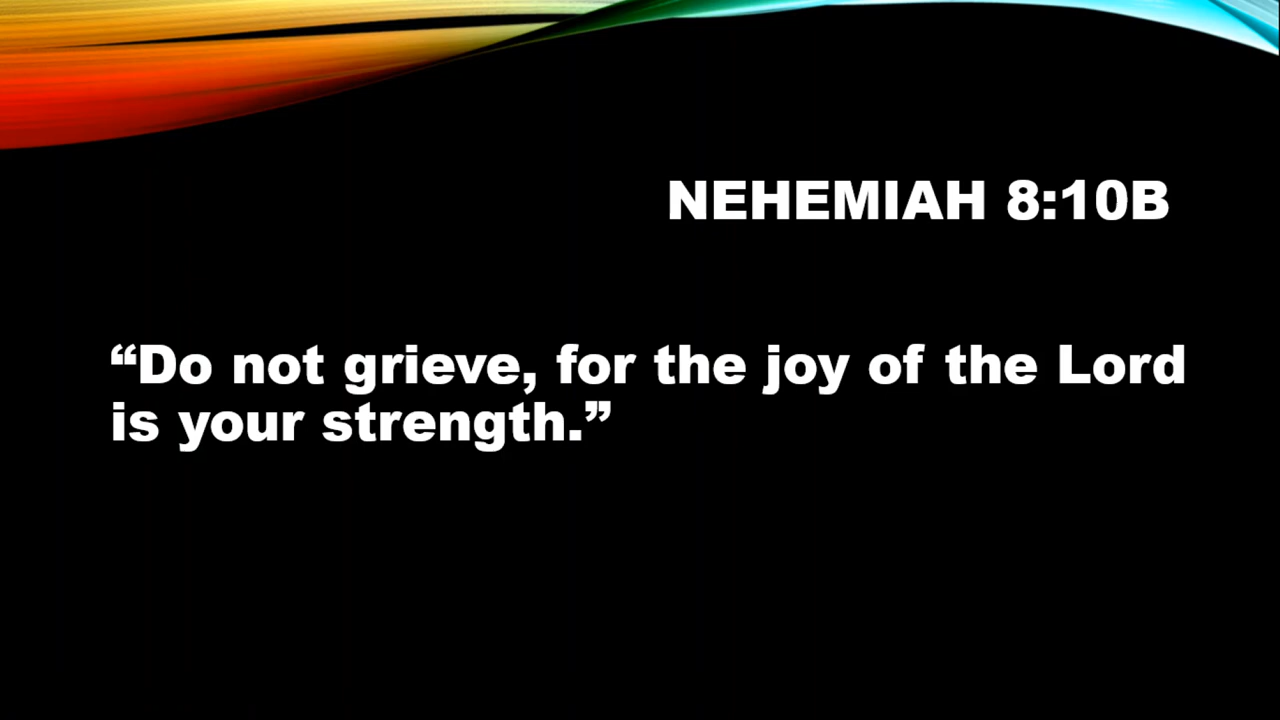 NEHEMIAH 8:10B
“Do not grieve, for the joy of the Lord
is your strength.”